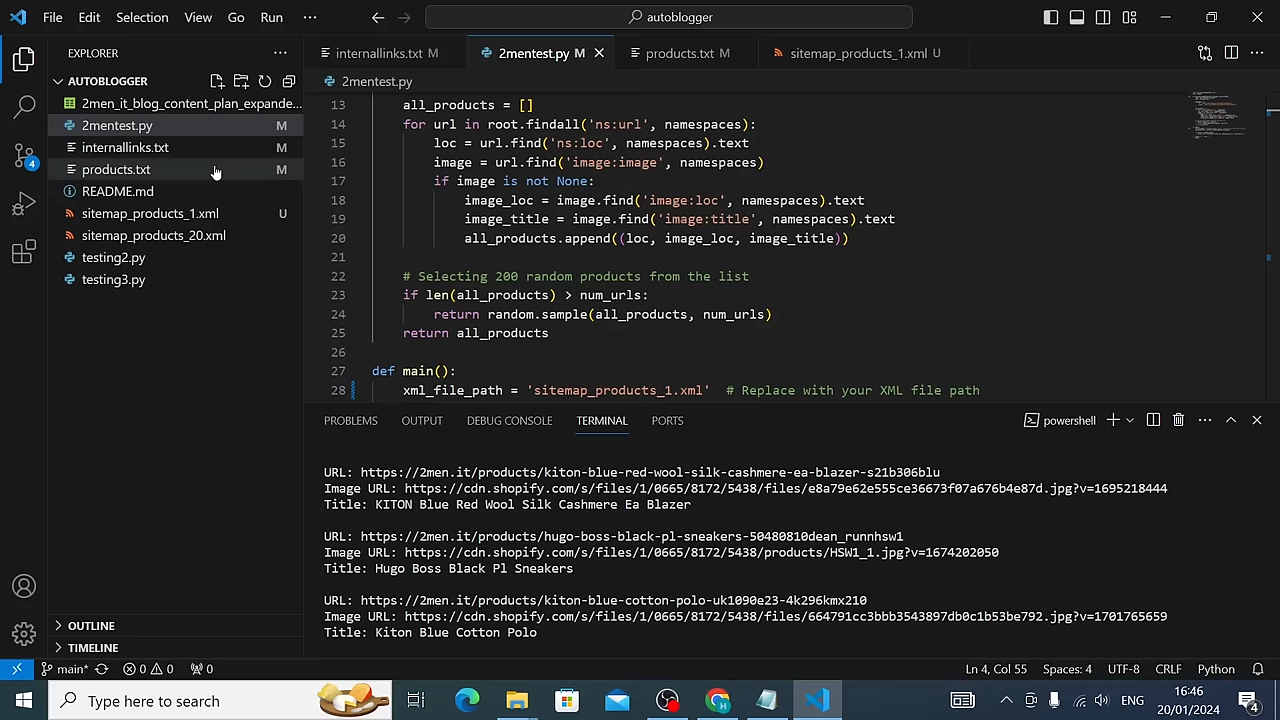 File Edit Selection View Go Run ··· autoblogger
EXPLORER ···
AUTOBLOGGER
2men_it_blog_content_plan_expande...
2mentest.py M
internallinks.txt M
products.txt M
README.md
sitemap_products_1.xml U
sitemap_products_20.xml
testing2.py
testing3.py
OUTLINE
TIMELINE
internallinks.txt M 2mentest.py M products.txt M sitemap_products_1.xml U
2mentest.py
13 all_products = []
14 for url in root.findall('ns:url', namespaces):
15 loc = url.find('ns:loc', namespaces).text
16 image = url.find('image:image', namespaces)
17 if image is not None:
18 image_loc = image.find('image:loc', namespaces).text
19 image_title = image.find('image:title', namespaces).text
20 all_products.append((loc, image_loc, image_title))
21
22 # Selecting 200 random products from the list
23 if len(all_products) > num_urls:
24 return random.sample(all_products, num_urls)
25 return all_products
26
27 def main():
28 xml_file_path = 'sitemap_products_1.xml' # Replace with your XML file path
PROBLEMS OUTPUT DEBUG CONSOLE TERMINAL PORTS powershell
URL: https://2men.it/products/kiton-blue-red-wool-silk-cashmere-ea-blazer-s21b306blu
Image URL: https://cdn.shopify.com/s/files/1/0665/8172/5438/files/e8a79e62e555ce36673f07a676b4e87d.jpg?v=1695218444
Title: KITON Blue Red Wool Silk Cashmere Ea Blazer
URL: https://2men.it/products/hugo-boss-black-pl-sneakers-50480810dean_runnhsw1
Image URL: https://cdn.shopify.com/s/files/1/0665/8172/5438/products/HSW1_1.jpg?v=1674202050
Title: Hugo Boss Black Pl Sneakers
URL: https://2men.it/products/kiton-blue-cotton-polo-uk1090e23-4k296kmx210
Image URL: https://cdn.shopify.com/s/files/1/0665/8172/5438/files/664791cc3bbb3543897db0c1b53be792.jpg?v=1701765659
Title: Kiton Blue Cotton Polo
4
main* 0 0 0 Ln 4, Col 55 Spaces: 4 UTF-8 CRLF Python
Type here to search
ENG
16:46
20/01/2024
4